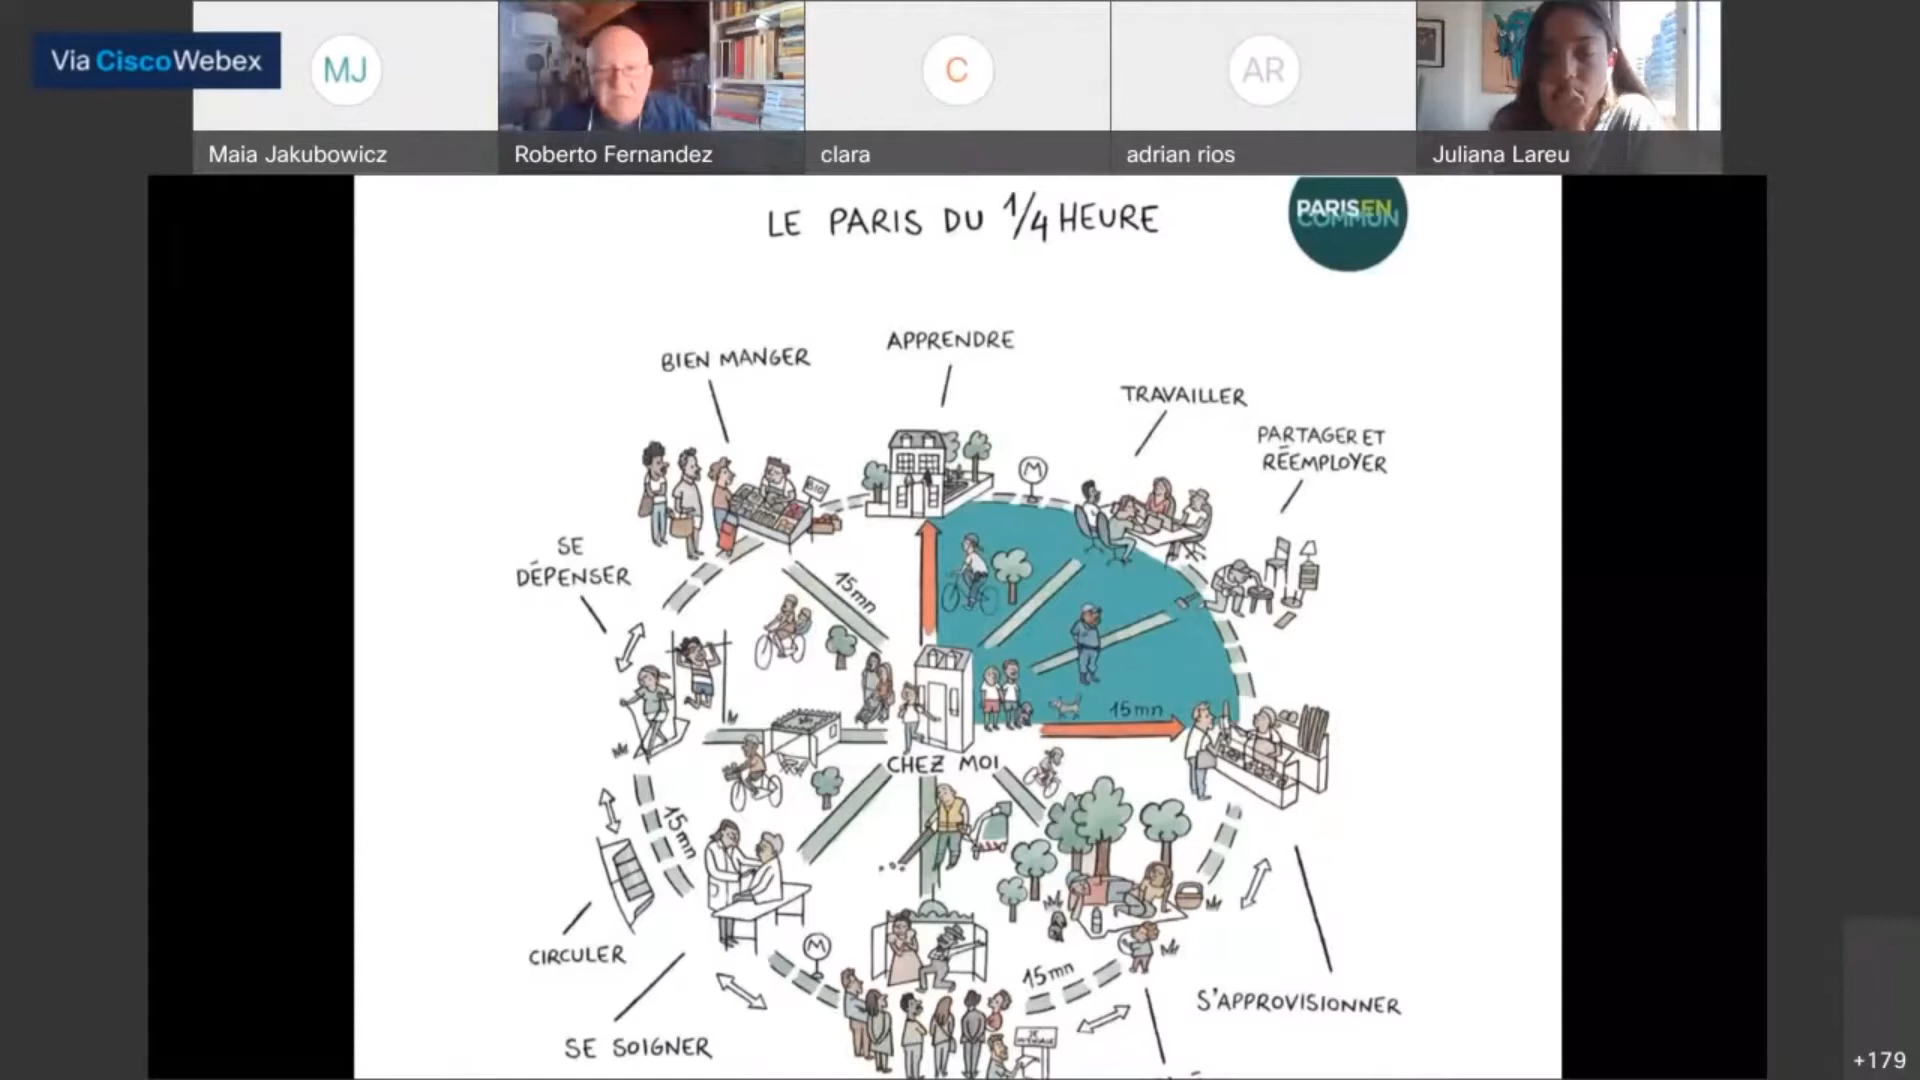 Via CiscoWebex
MJ
C
AR
Maia Jakubowicz
Roberto Fernandez
clara
adrian rios
Juliana Lareu
LE PARIS DU 1/4 HEURE
PARISEN
COMMUN
BIEN MANGER
APPRENDRE
TRAVAILLER
PARTAGER ET
RÉEMPLOYER
BIO
M
SE
DÉPENSER
15mn
15mn
CHEZ MOI
15mn
CIRCULER
M
15mn
S'APPROVISIONNER
SE SOIGNER
+179